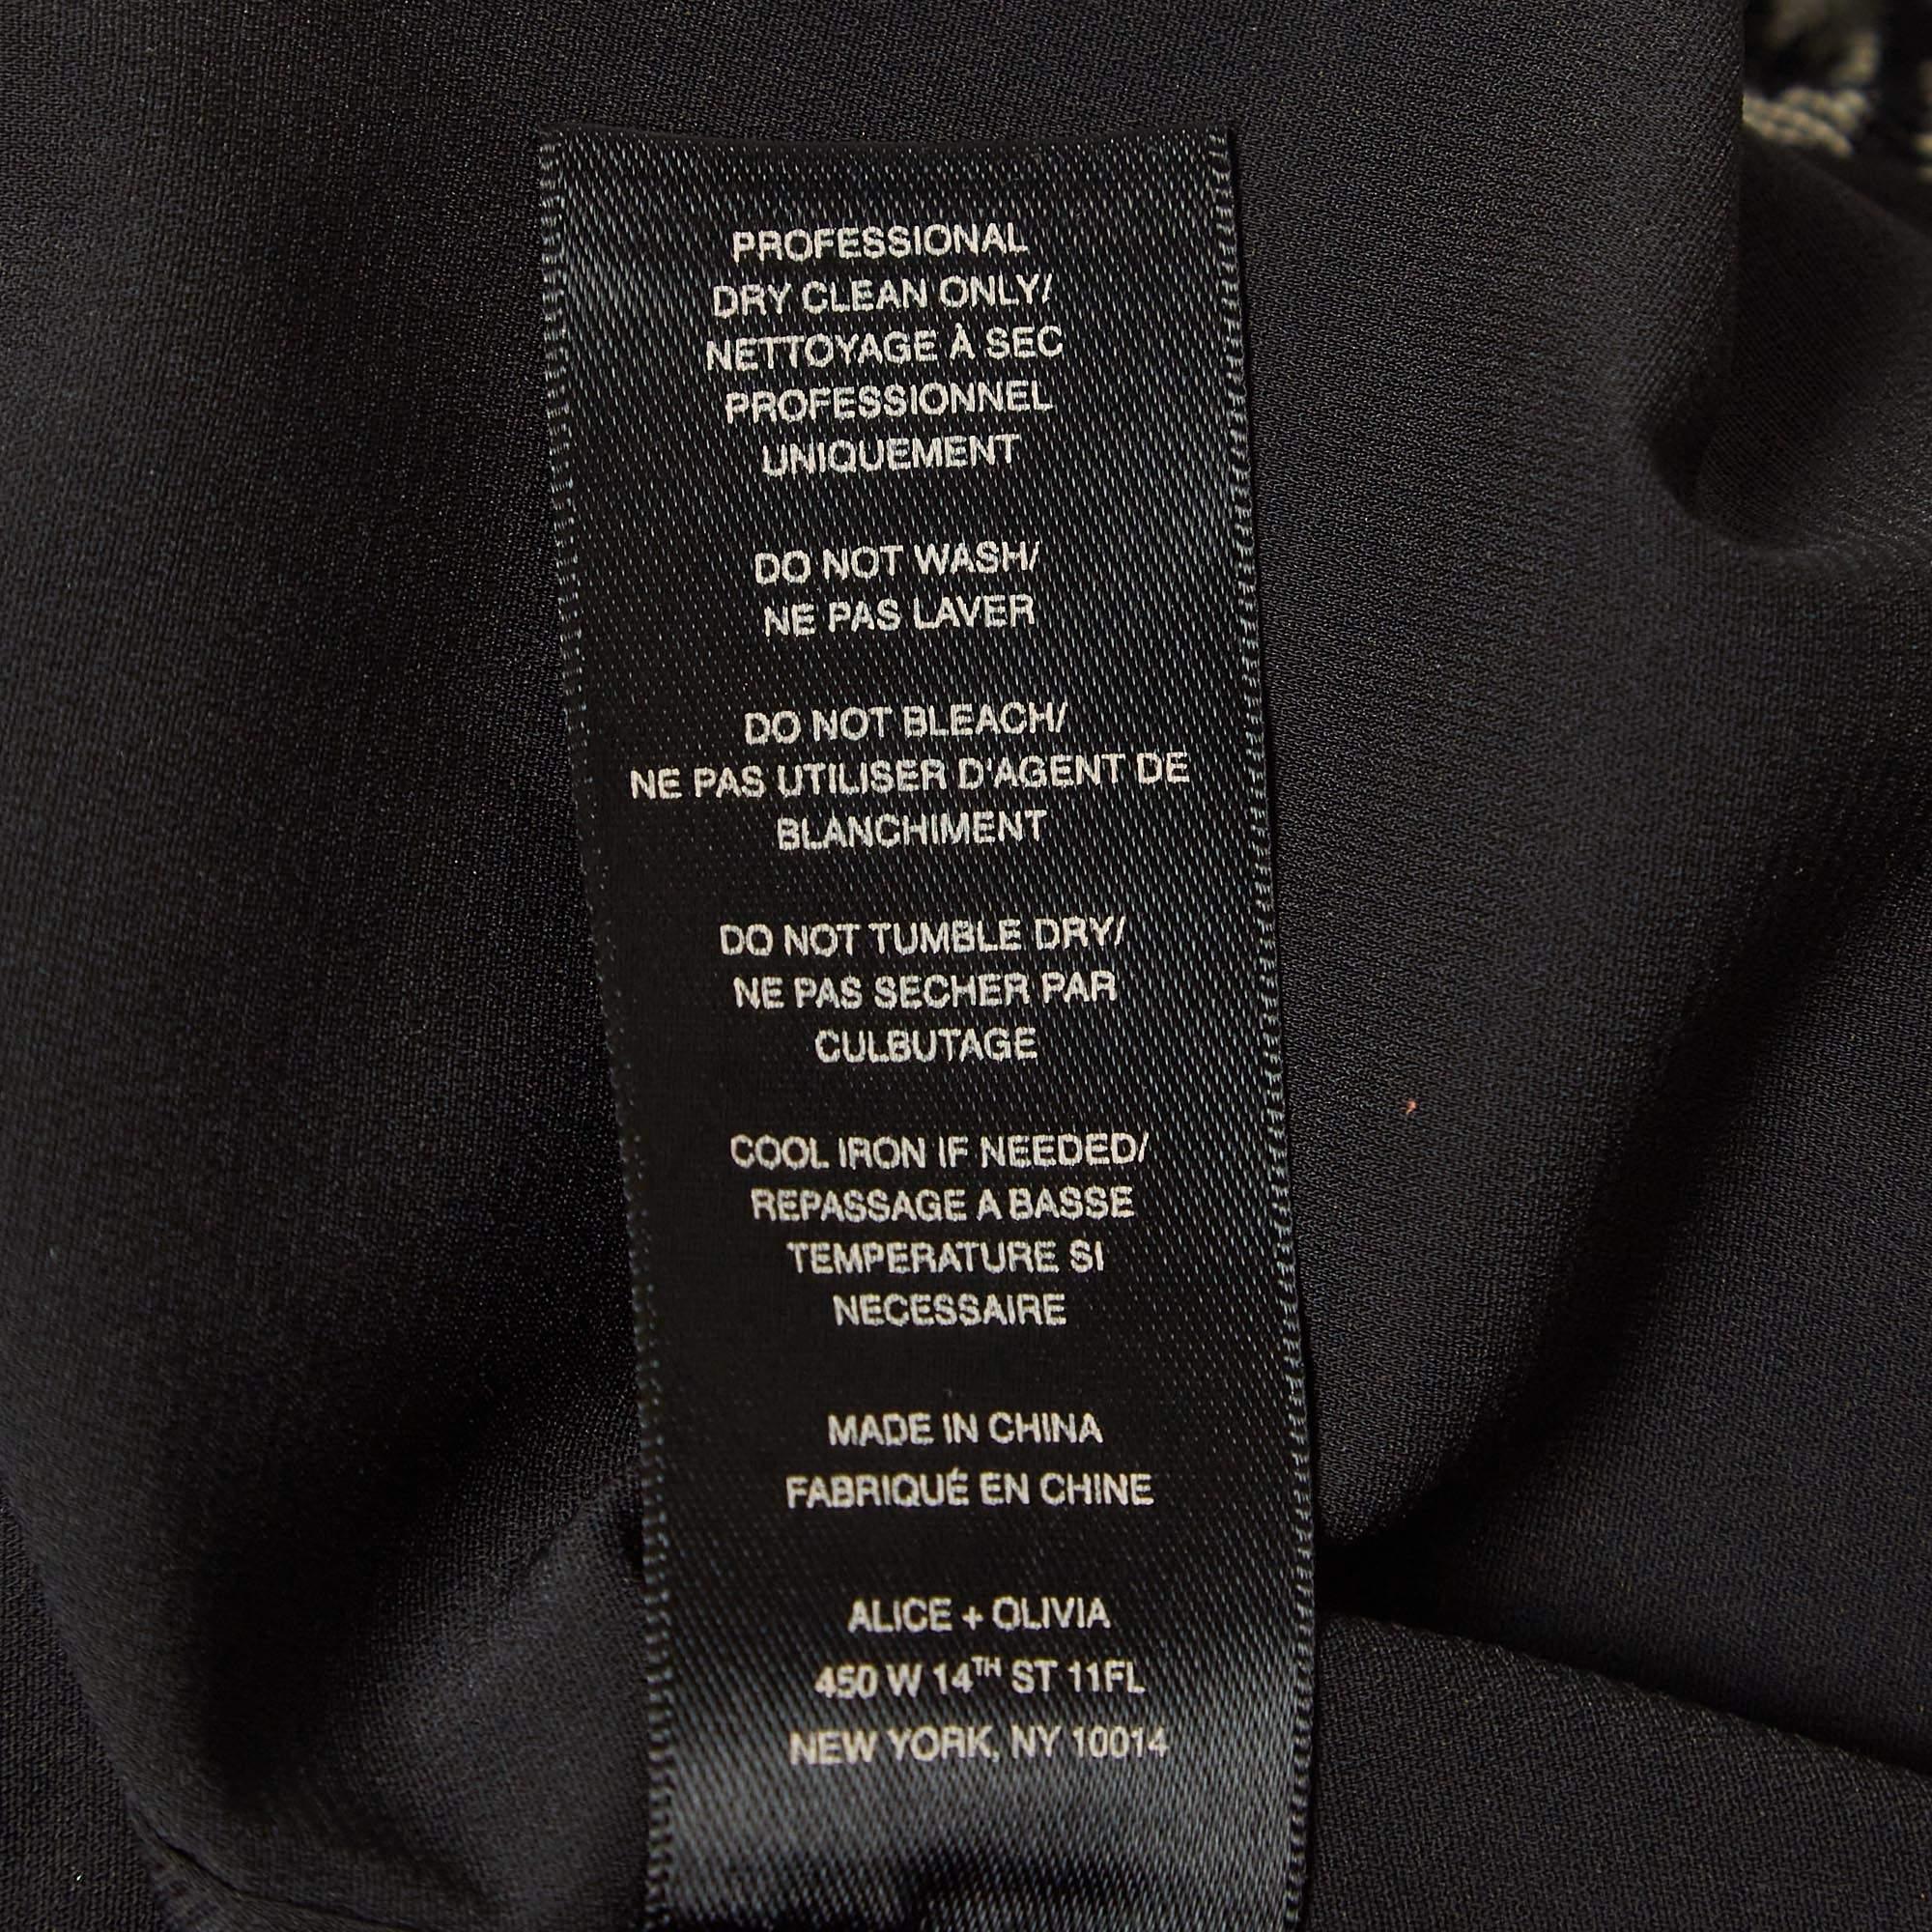 PROFESSIONAL
DRY CLEAN ONLY/
NETTOYAGE À SEC
PROFESSIONNEL
UNIQUEMENT
DO NOT WASH/
NE PAS LAVER
DO NOT BLEACH/
NE PAS UTILISER D'AGENT DE
BLANCHIMENT
DO NOT TUMBLE DRY/
NE PAS SECHER PAR
CULBUTAGE
COOL IRON IF NEEDED/
REPASSAGE A BASSE
TEMPERATURE SI
NECESSAIRE
MADE IN CHINA
FABRIQUÉ EN CHINE
ALICE + OLIVIA
450 W 14TH ST 11FL
NEW YORK, NY 10014